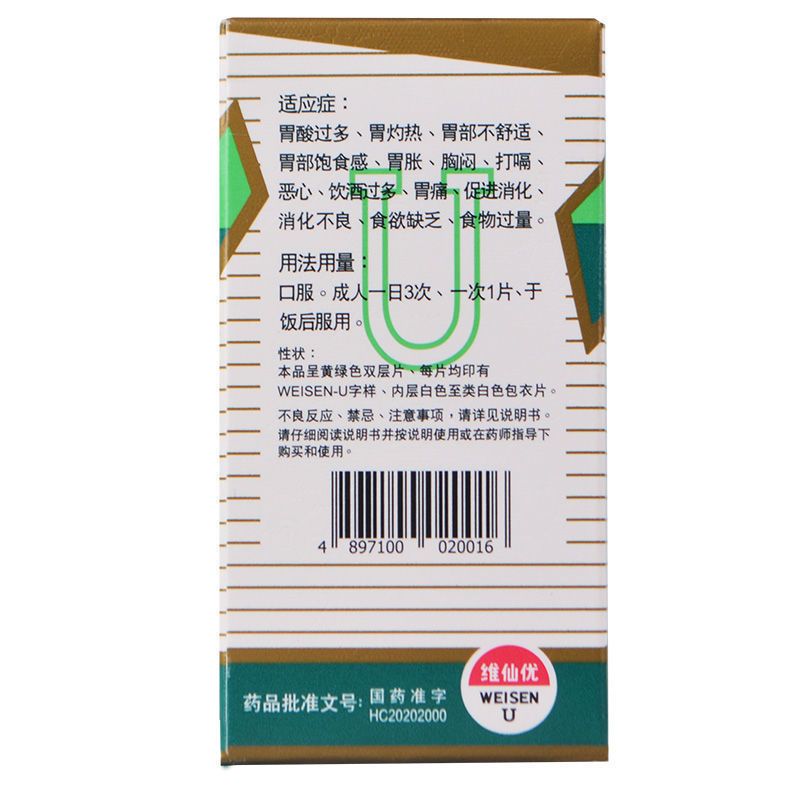 适应症：
胃酸过多、胃灼热、胃部不舒适、
胃部饱食感、胃胀、胸闷、打嗝、
恶心、饮酒过多、胃痛、促进消化、
消化不良、食欲缺乏、食物过量。
U
用法用量：
口服。成人一日3次、一次1片、于
饭后服用。
性状：
本品呈黄绿色双层片、每片均印有
WEISEN-U字样、内层白色至类白色包衣片。
不良反应、禁忌、注意事项，请详见说明书。
请仔细阅读说明书并按说明使用或在药师指导下
购买和使用。
4 897100 020016
药品批准文号：国药准字
HC20202000
维仙优
WEISEN
U